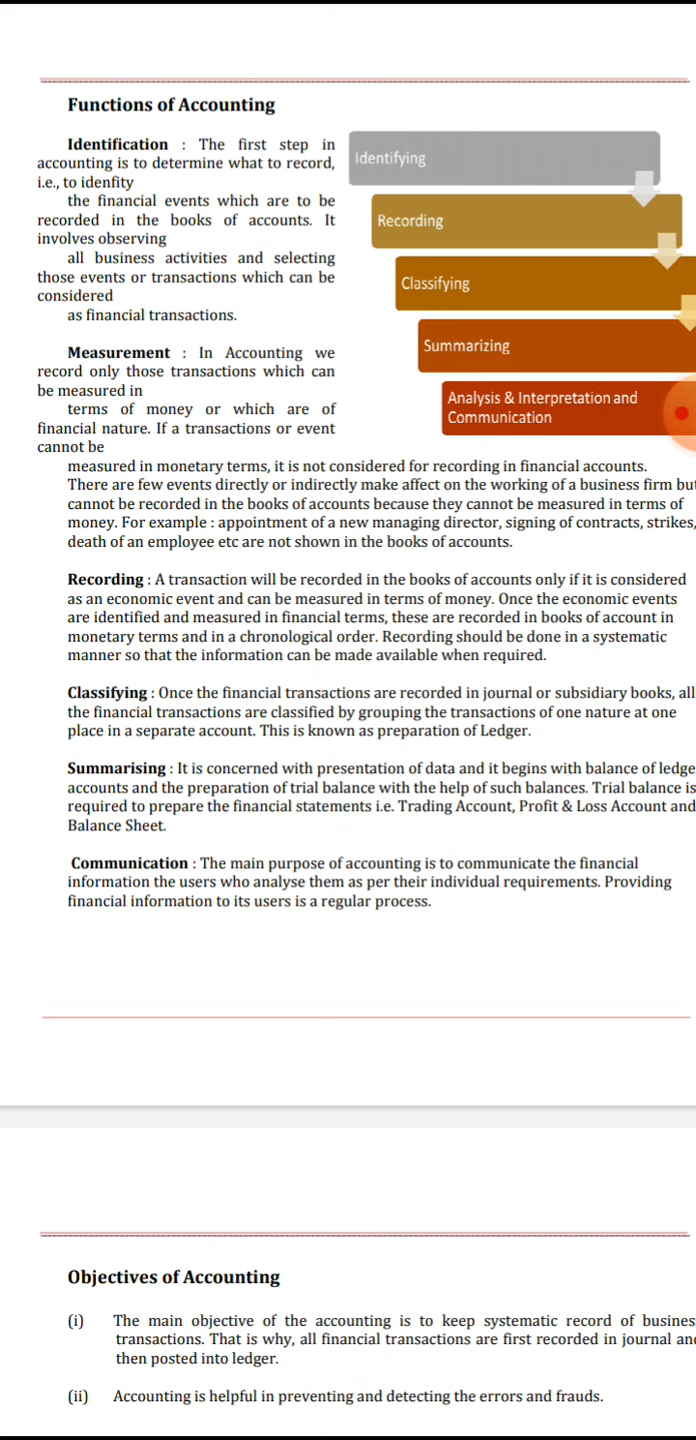 Functions of Accounting
Identification : The first step in
accounting is to determine what to record,
i.e., to idenfity
the financial events which are to be
recorded in the books of accounts. It
involves observing
all business activities and selecting
those events or transactions which can be
considered
as financial transactions.
Measurement : In Accounting we
record only those transactions which can
be measured in
terms of money or which are of
financial nature. If a transactions or event
cannot be
Identifying
Recording
Classifying
Summarizing
Analysis & Interpretation and
Communication
measured in monetary terms, it is not considered for recording in financial accounts.
There are few events directly or indirectly make affect on the working of a business firm but
cannot be recorded in the books of accounts because they cannot be measured in terms of
money. For example : appointment of a new managing director, signing of contracts, strikes,
death of an employee etc are not shown in the books of accounts.
Recording : A transaction will be recorded in the books of accounts only if it is considered
as an economic event and can be measured in terms of money. Once the economic events
are identified and measured in financial terms, these are recorded in books of account in
monetary terms and in a chronological order. Recording should be done in a systematic
manner so that the information can be made available when required.
Classifying : Once the financial transactions are recorded in journal or subsidiary books, all
the financial transactions are classified by grouping the transactions of one nature at one
place in a separate account. This is known as preparation of Ledger.
Summarising : It is concerned with presentation of data and it begins with balance of ledge
accounts and the preparation of trial balance with the help of such balances. Trial balance is
required to prepare the financial statements i.e. Trading Account, Profit & Loss Account and
Balance Sheet.
Communication : The main purpose of accounting is to communicate the financial
information the users who analyse them as per their individual requirements. Providing
financial information to its users is a regular process.
Objectives of Accounting
(i) The main objective of the accounting is to keep systematic record of busines
transactions. That is why, all financial transactions are first recorded in journal and
then posted into ledger.
(ii) Accounting is helpful in preventing and detecting the errors and frauds.